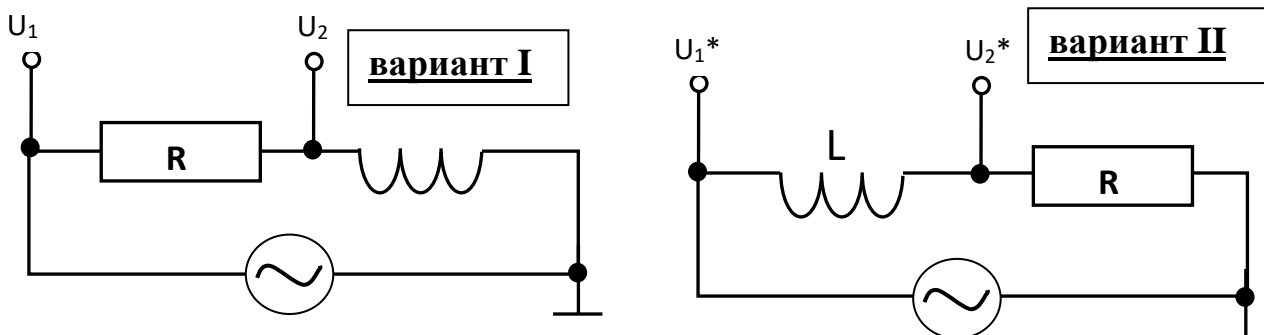 U₁
U₂
вариант I
R
U₁*
U₂*
вариант II
L
R